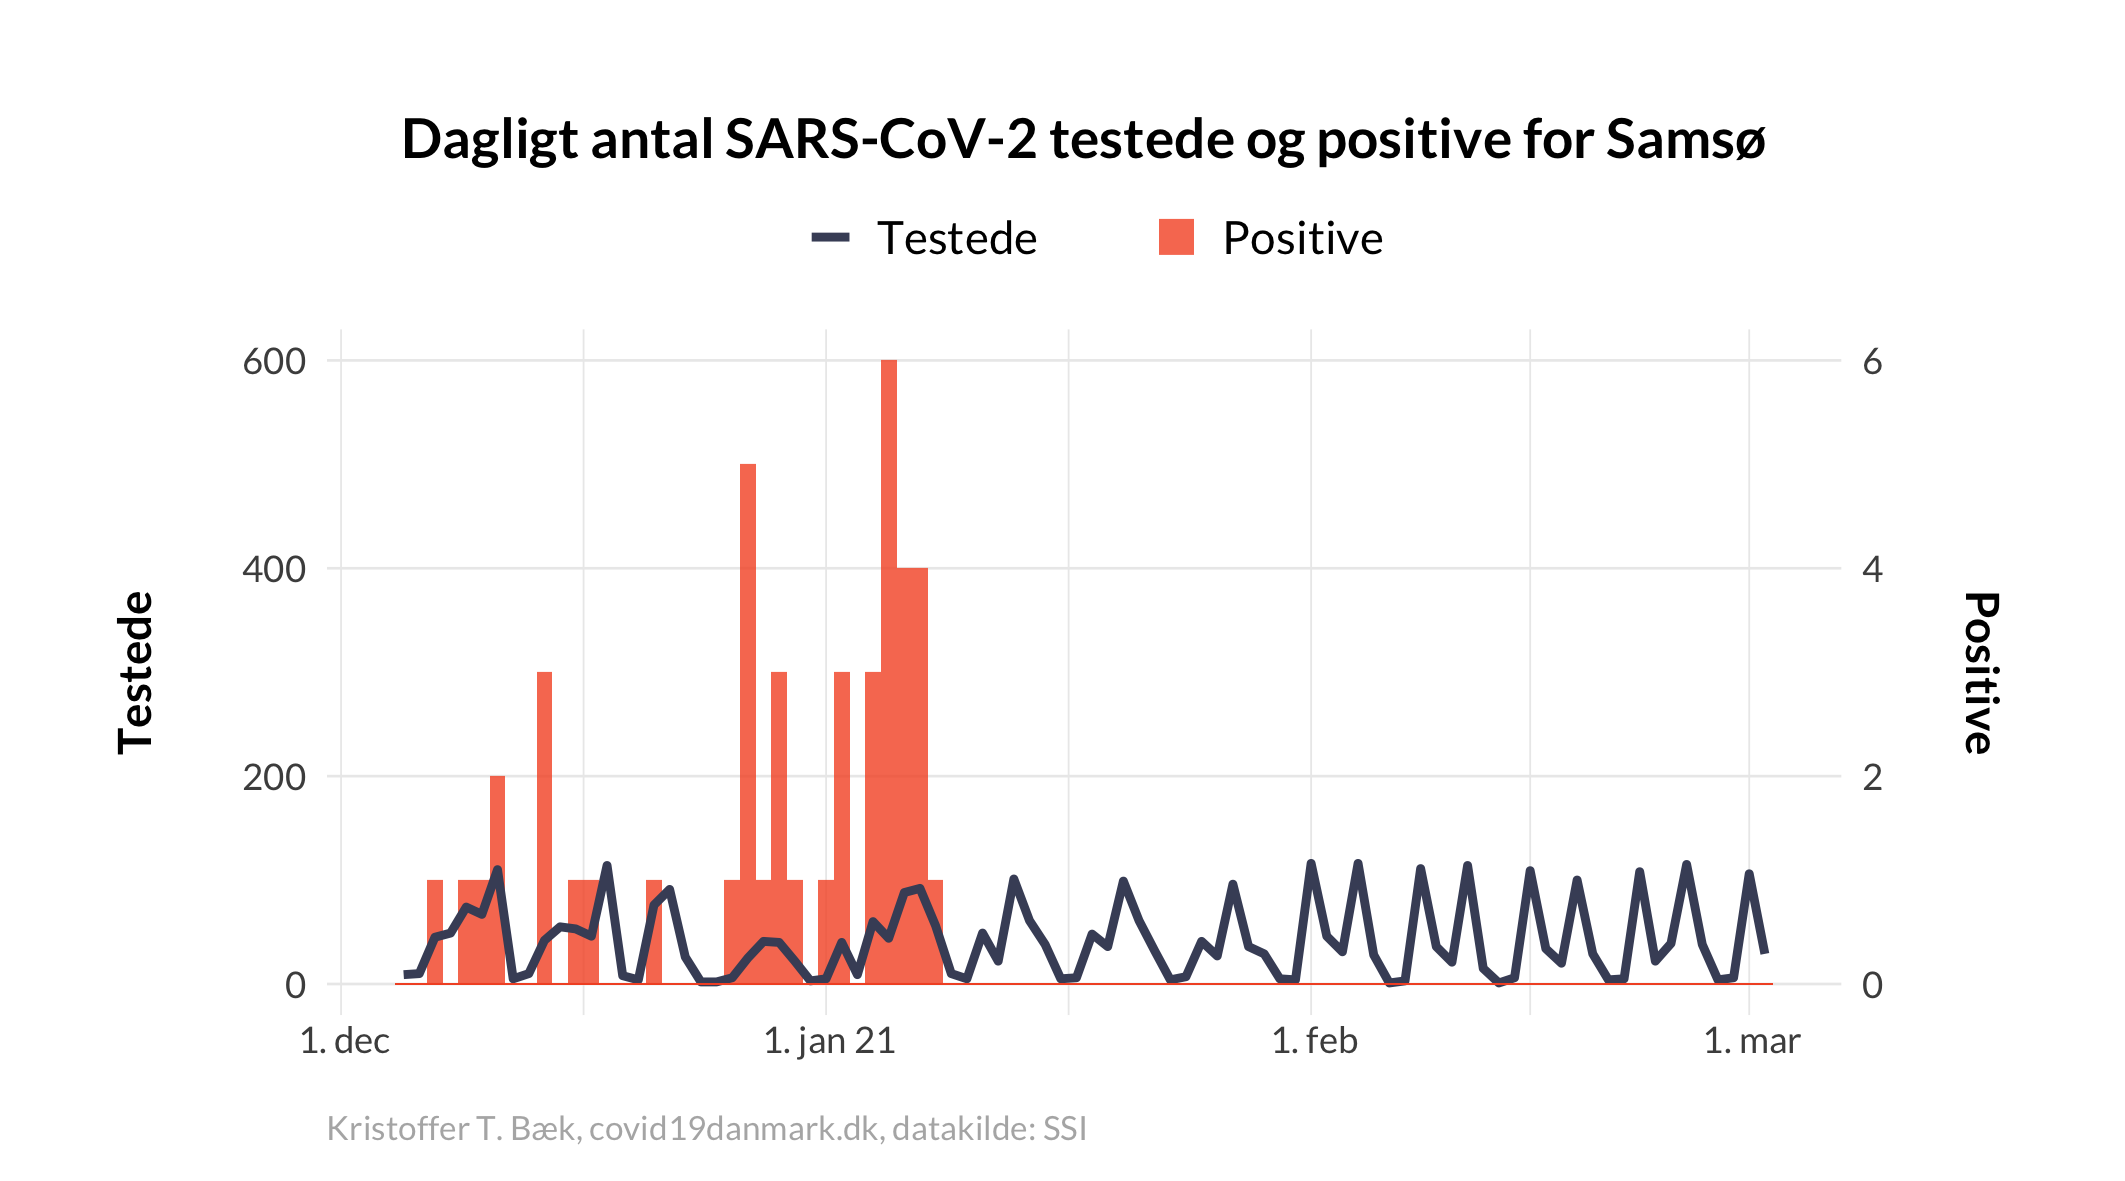 Dagligt antal SARS-CoV-2 testede og positive for Samsø
Testede
Positive
600
400
200
0
Testede
6
4
2
0
Positive
1. dec
1. jan 21
1. feb
1. mar
Kristoffer T. Bæk, covid19danmark.dk, datakilde: SSI